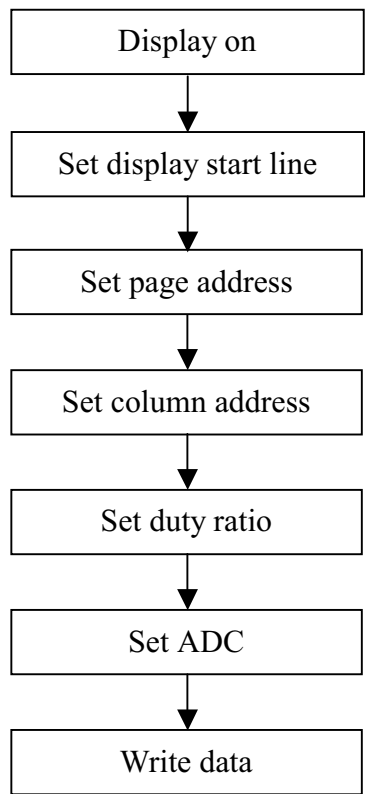 Display on
Set display start line
Set page address
Set column address
Set duty ratio
Set ADC
Write data